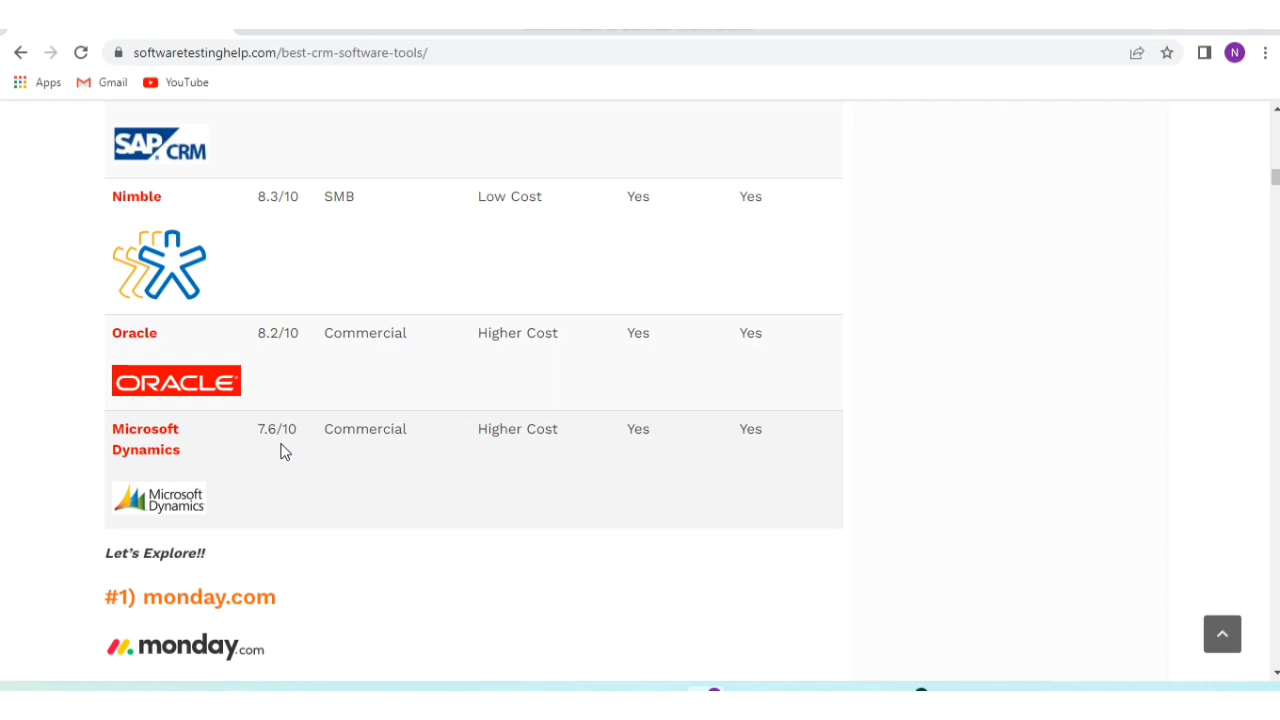 softwaretestinghelp.com/best-crm-software-tools/
N
Apps Gmail YouTube
SAP CRM
Nimble 8.3/10 SMB Low Cost Yes Yes
Oracle 8.2/10 Commercial Higher Cost Yes Yes
ORACLE
Microsoft 7.6/10 Commercial Higher Cost Yes Yes
Dynamics
Microsoft
Dynamics
Let's Explore!!
#1) monday.com
monday.com